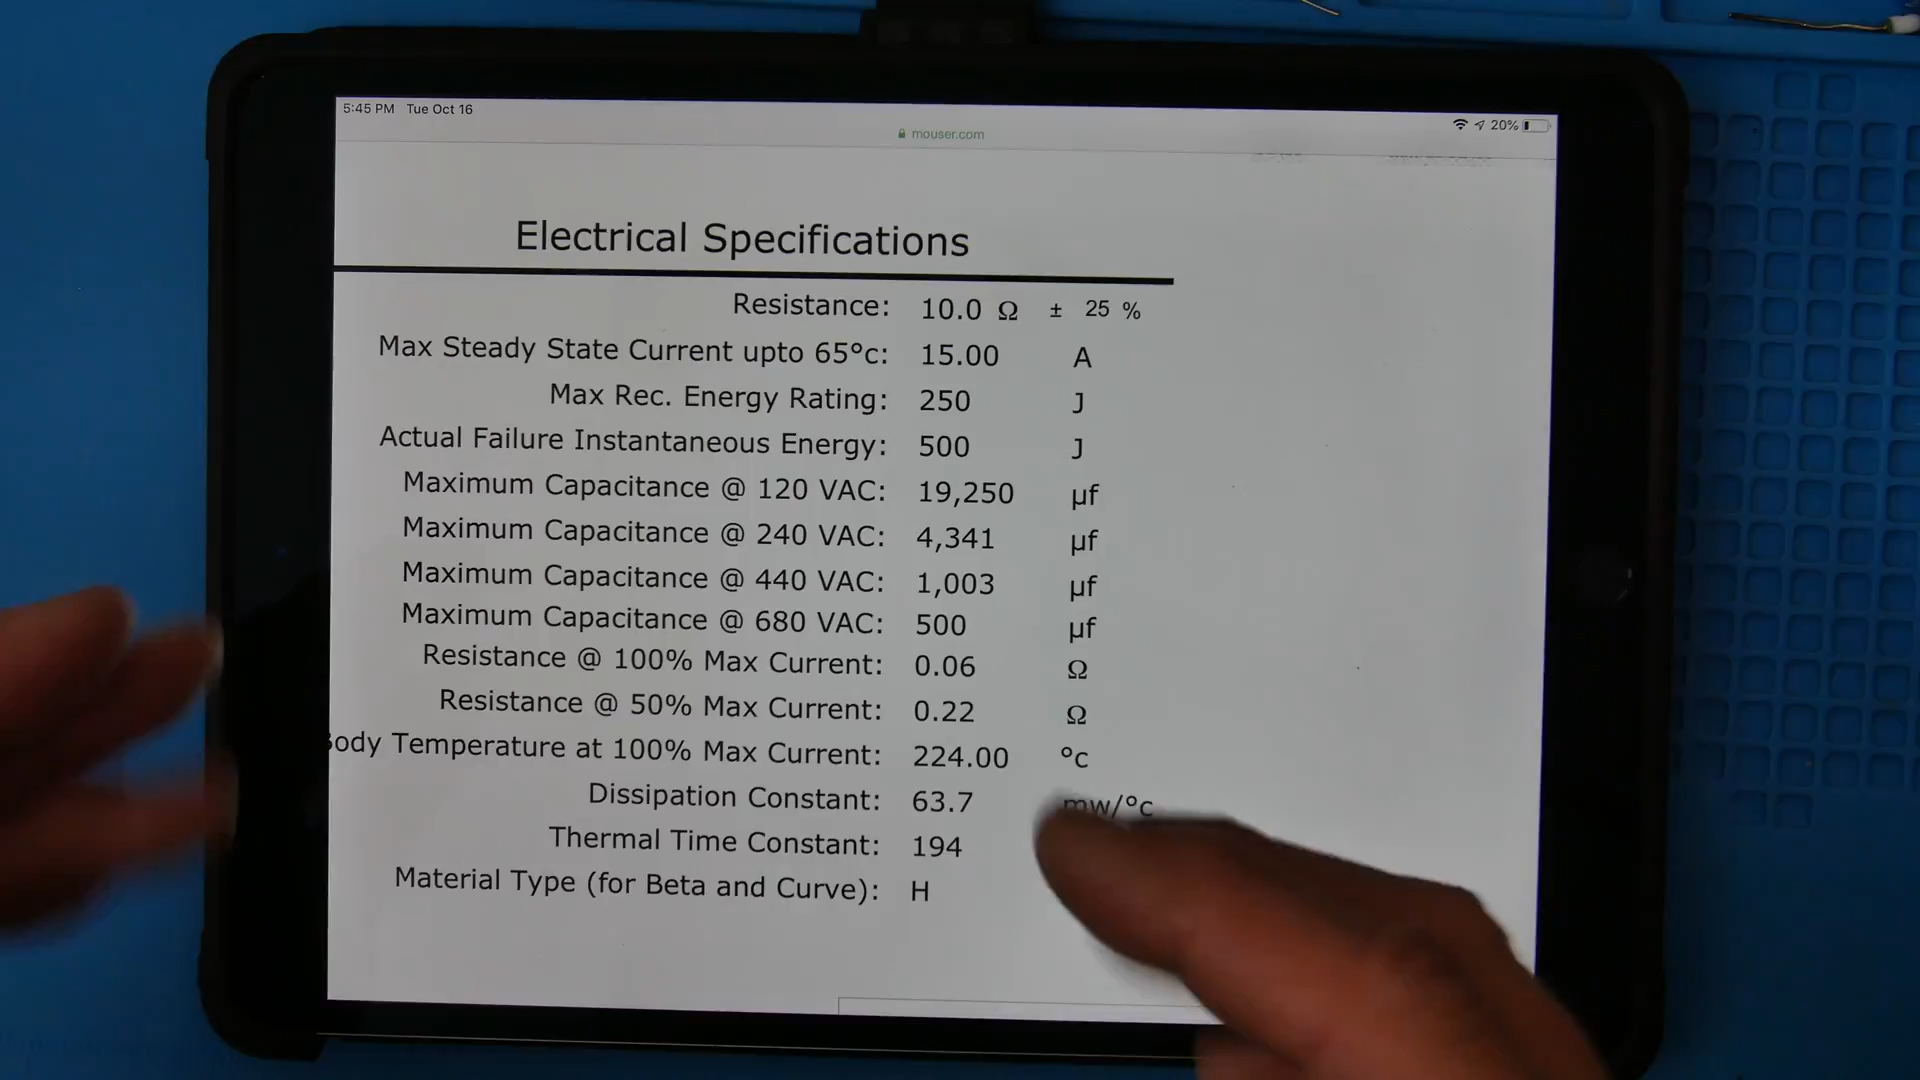 5:45 PM Tue Oct 16
20%
mouser.com
Electrical Specifications
Resistance: 10.0 Ω ± 25 %
Max Steady State Current upto 65°c: 15.00 A
Max Rec. Energy Rating: 250 J
Actual Failure Instantaneous Energy: 500 J
Maximum Capacitance @ 120 VAC: 19,250 µf
Maximum Capacitance @ 240 VAC: 4,341 µf
Maximum Capacitance @ 440 VAC: 1,003 µf
Maximum Capacitance @ 680 VAC: 500 µf
Resistance @ 100% Max Current: 0.06 Ω
Resistance @ 50% Max Current: 0.22 Ω
Body Temperature at 100% Max Current: 224.00 °c
Dissipation Constant: 63.7 mw/°c
Thermal Time Constant: 194
Material Type (for Beta and Curve): H